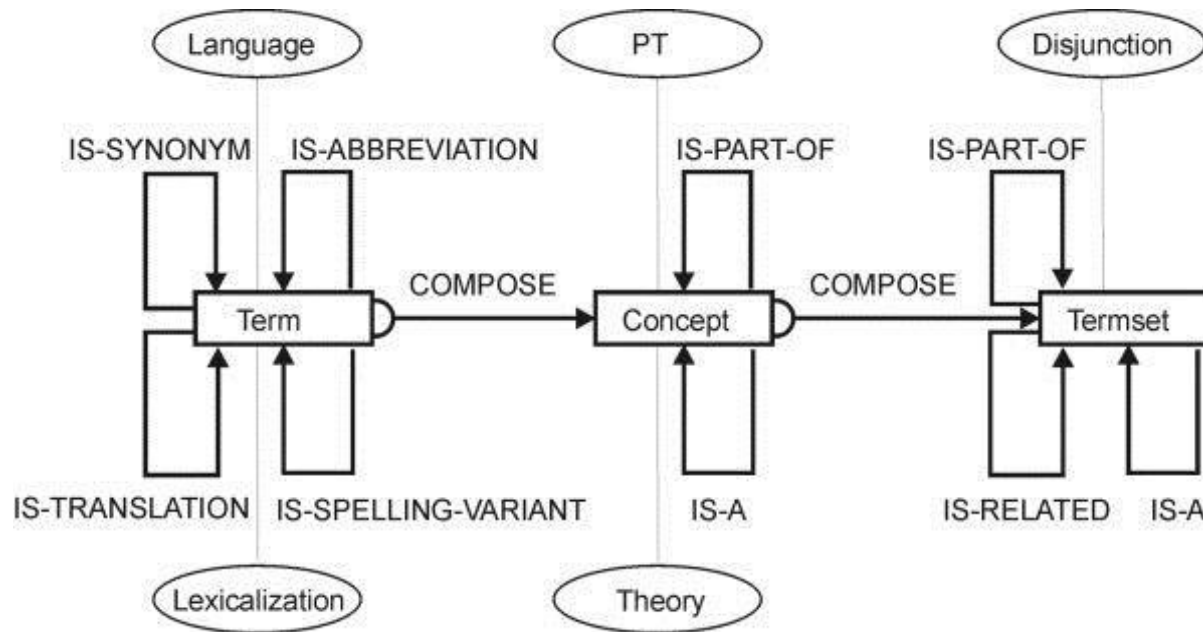 Language
PT
Disjunction
IS-SYNONYM
IS-ABBREVIATION
IS-PART-OF
IS-PART-OF
COMPOSE
COMPOSE
Term
Concept
Termset
IS-TRANSLATION
IS-SPELLING-VARIANT
IS-A
IS-RELATED
IS-A
Lexicalization
Theory